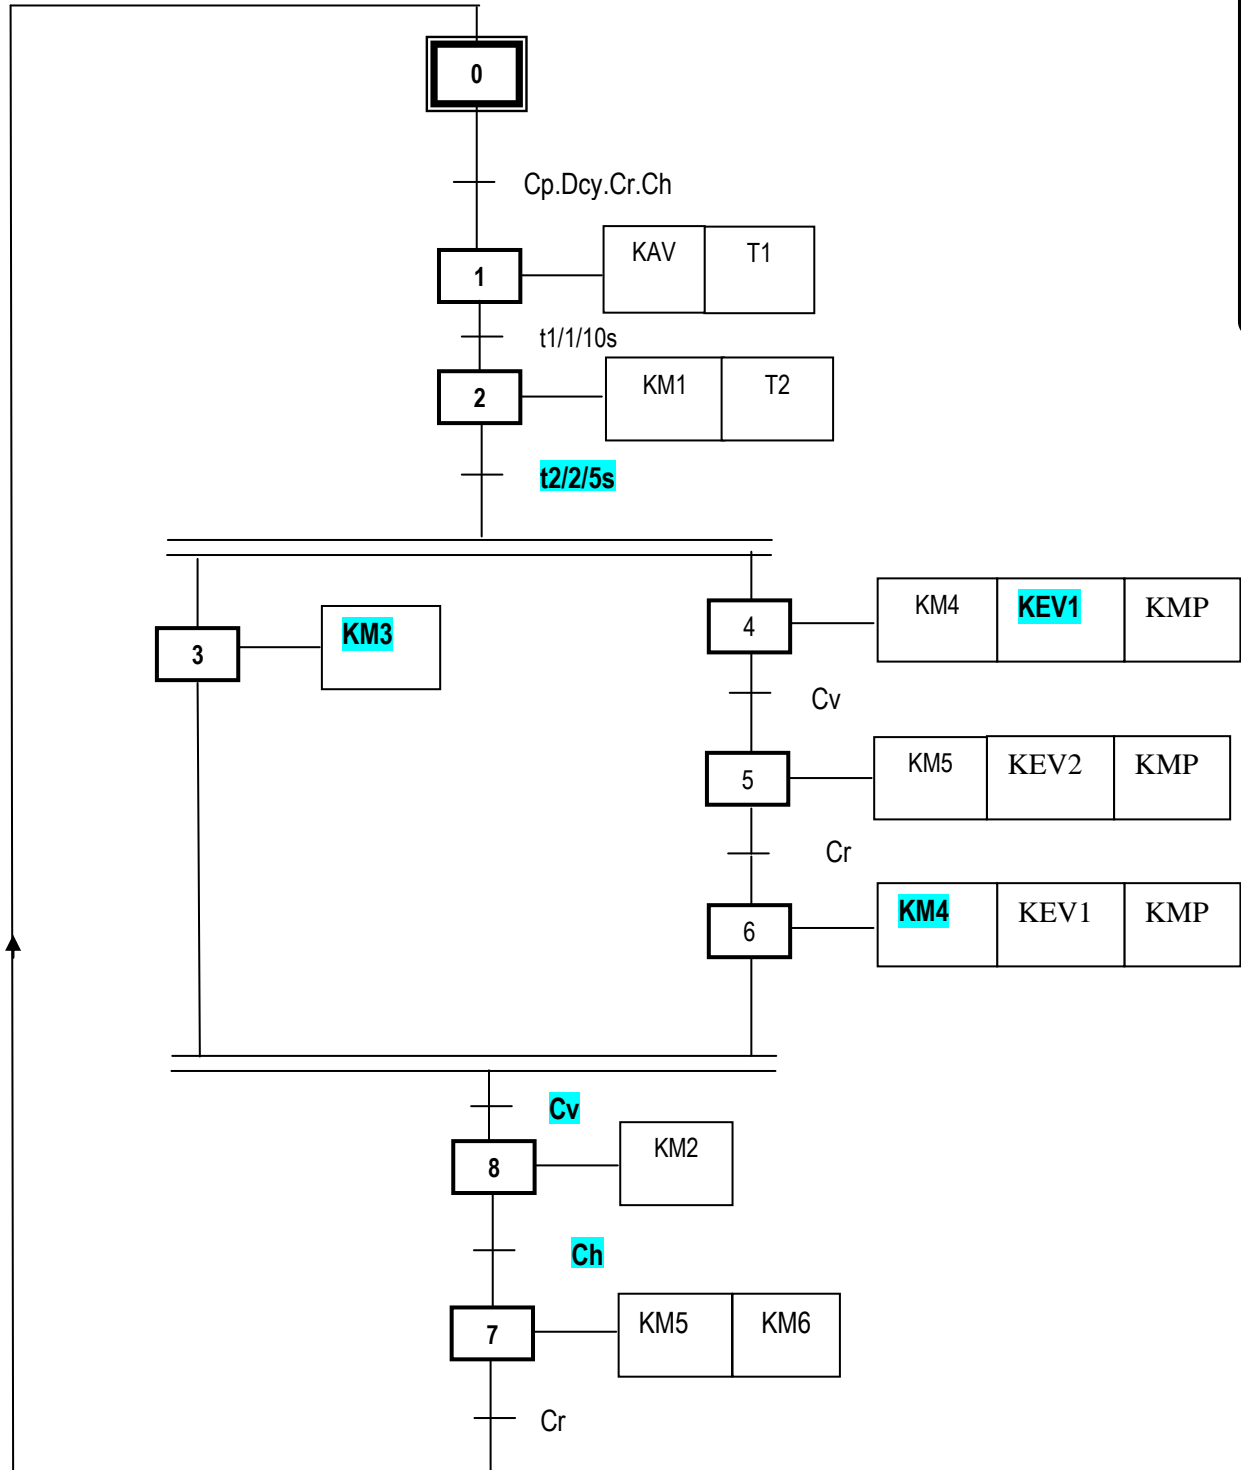 0
Cp.Dcy.Cr.Ch
1 KAV T1
t1/1/10s
2 KM1 T2
t2/2/5s
3 KM3
4 KM4 KEV1 KMP
Cv
5 KM5 KEV2 KMP
Cr
6 KM4 KEV1 KMP
Cv
8 KM2
Ch
7 KM5 KM6
Cr